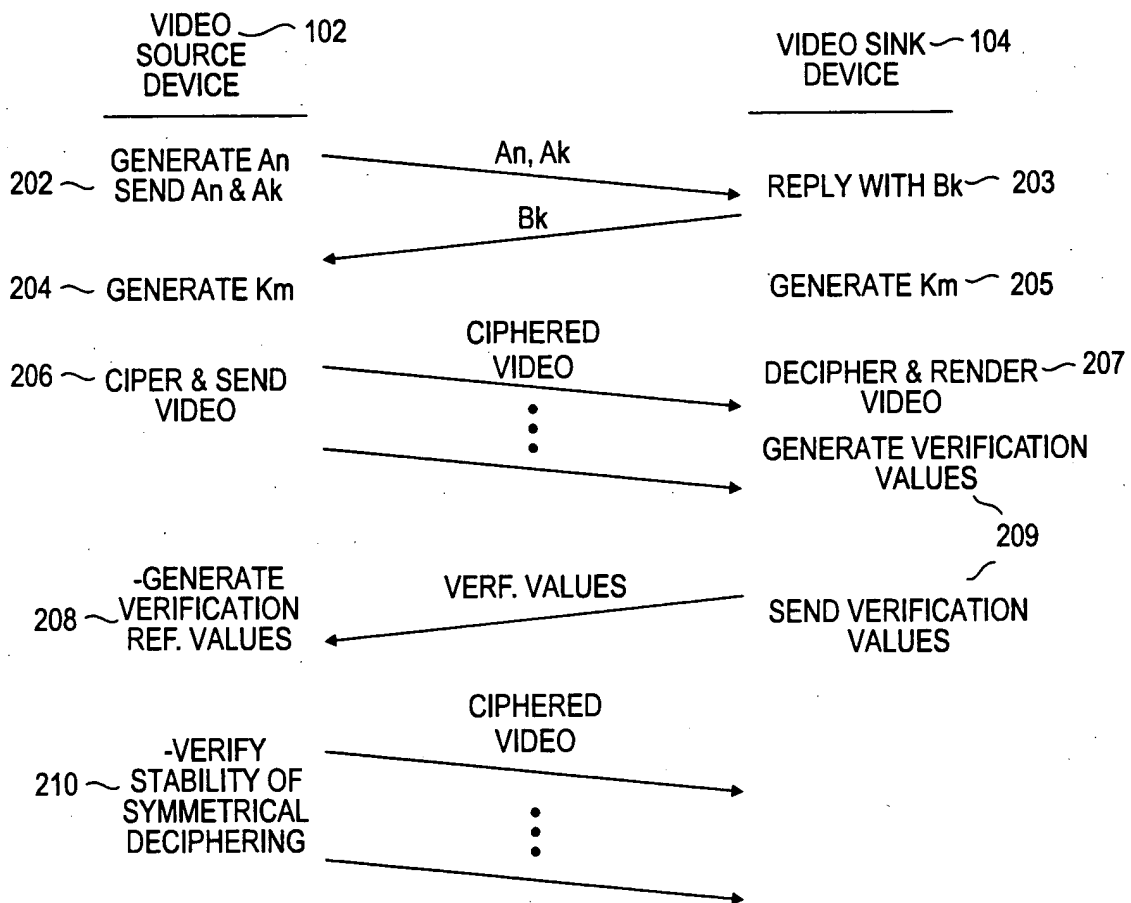 VIDEO
SOURCE
DEVICE
102
VIDEO SINK
DEVICE
104
202
GENERATE An
SEND An & Ak
An, Ak
REPLY WITH Bk
203
Bk
204
GENERATE Km
GENERATE Km
205
206
CIPER & SEND
VIDEO
CIPHERED
VIDEO
DECIPHER & RENDER
VIDEO
207
GENERATE VERIFICATION
VALUES
209
208
-GENERATE
VERIFICATION
REF. VALUES
VERF. VALUES
SEND VERIFICATION
VALUES
210
-VERIFY
STABILITY OF
SYMMETRICAL
DECIPHERING
CIPHERED
VIDEO